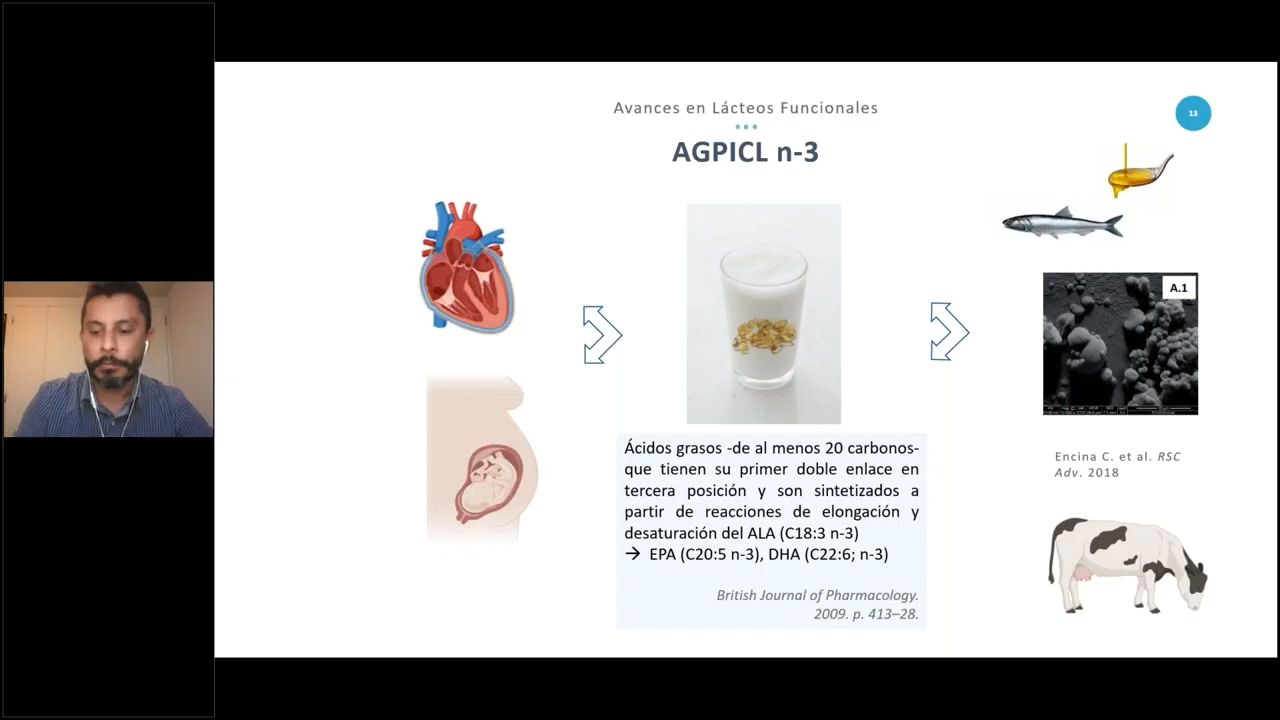 Avances en Lácteos Funcionales
AGPICL n-3
13
A.1
Ácidos grasos -de al menos 20 carbonos-
que tienen su primer doble enlace en
tercera posición y son sintetizados a
partir de reacciones de elongación y
desaturación del ALA (C18:3 n-3)
→ EPA (C20:5 n-3), DHA (C22:6; n-3)
British Journal of Pharmacology.
2009. p. 413–28.
Encina C. et al. RSC
Adv. 2018